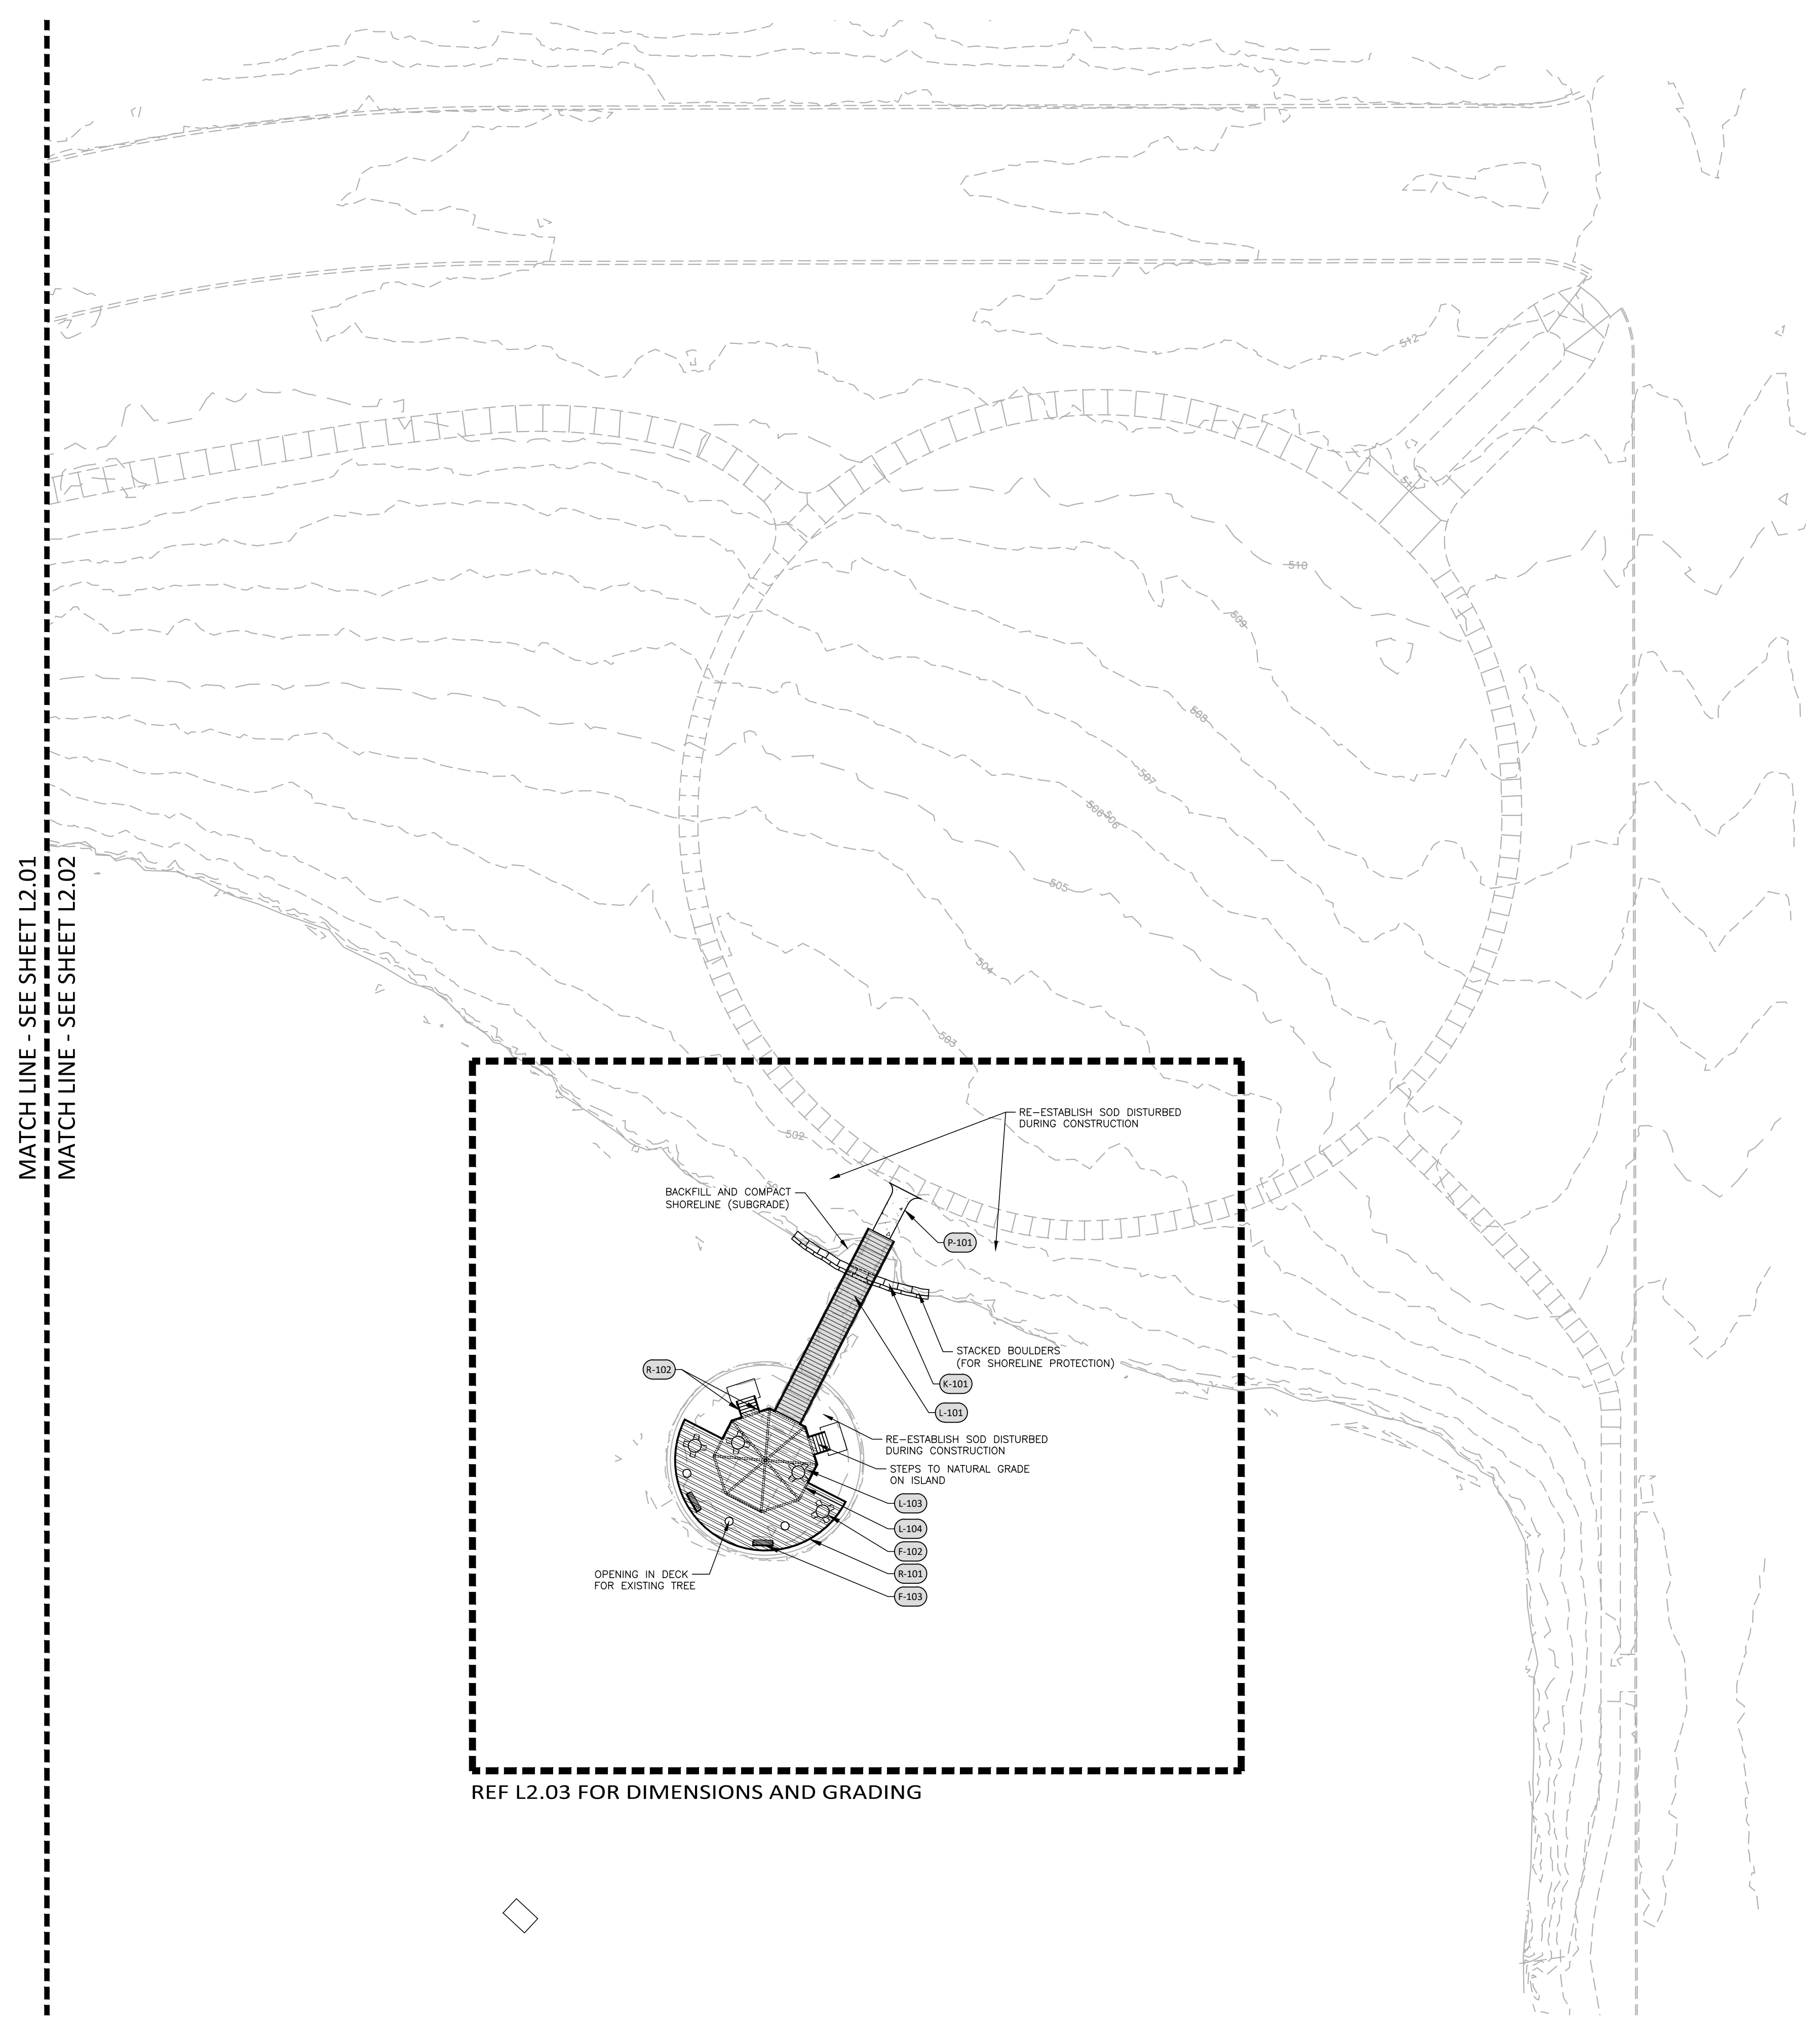 512
511
510
509
508
507
506
506
505
504
503
502
MATCH LINE - SEE SHEET L2.01
MATCH LINE - SEE SHEET L2.02
RE-ESTABLISH SOD DISTURBED
DURING CONSTRUCTION
BACKFILL AND COMPACT
SHORELINE (SUBGRADE)
P-101
STACKED BOULDERS
(FOR SHORELINE PROTECTION)
R-102
K-101
L-101
RE-ESTABLISH SOD DISTURBED
DURING CONSTRUCTION
STEPS TO NATURAL GRADE
ON ISLAND
L-103
L-104
F-102
R-101
F-103
OPENING IN DECK
FOR EXISTING TREE
REF L2.03 FOR DIMENSIONS AND GRADING